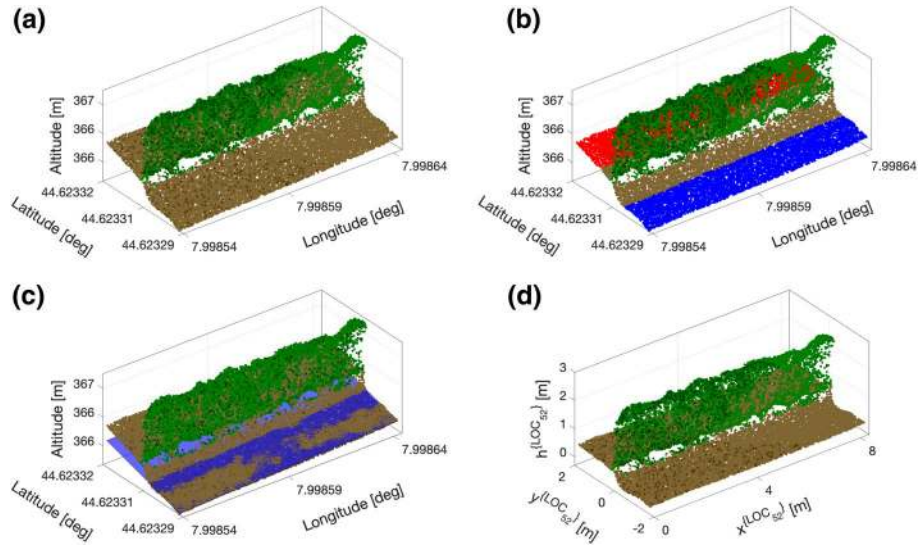 (a)
Altitude [m]
367
366
366
44.62332
44.62331
44.62329
Latitude [deg]
7.99854
7.99859
7.99864
Longitude [deg]
(b)
Altitude [m]
367
366
366
44.62332
44.62331
44.62329
Latitude [deg]
7.99854
7.99859
7.99864
Longitude [deg]
(c)
Altitude [m]
367
366
366
44.62332
44.62331
44.62329
Latitude [deg]
7.99854
7.99859
7.99864
Longitude [deg]
(d)
h{LOC52} [m]
3
2
1
0
2
0
-2
y{LOC52} [m]
0
4
8
x{LOC52} [m]